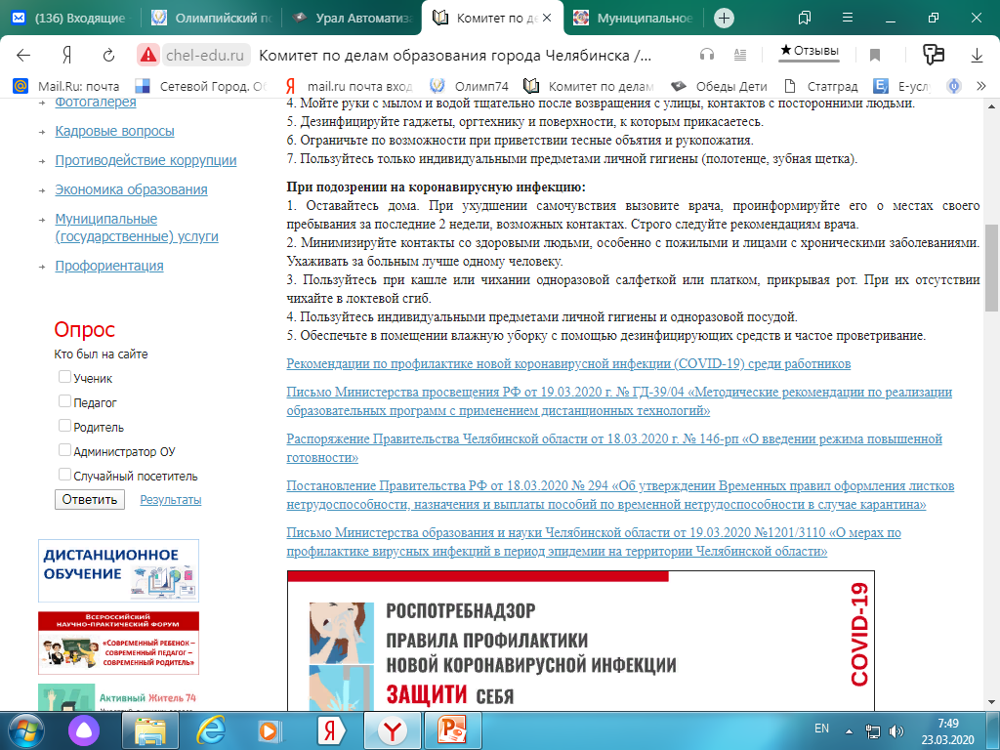 (136) Входящие
Олимпийский по
Урал Автоматиза
Комитет по де
Муниципальное
chel-edu.ru
Комитет по делам образования города Челябинска /...
Отзывы
Mail.Ru: почта
Сетевой Город. Об
mail.ru почта вход
Олимп74
Комитет по делам
Обеды Дети
Статград
Е-услу
»
Фотогалерея
Кадровые вопросы
Противодействие коррупции
Экономика образования
Муниципальные
(государственные) услуги
Профориентация
Опрос
Кто был на сайте
Ученик
Педагог
Родитель
Администратор ОУ
Случайный посетитель
Ответить
Результаты
ДИСТАНЦИОННОЕ
ОБУЧЕНИЕ
ВСЕРОССИЙСКИЙ
НАУЧНО-ПРАКТИЧЕСКИЙ ФОРУМ
«СОВРЕМЕННЫЙ РЕБЕНОК –
СОВРЕМЕННЫЙ ПЕДАГОГ –
СОВРЕМЕННЫЙ РОДИТЕЛЬ»
Активный Житель 74
4. Мойте руки с мылом и водой тщательно после возвращения с улицы, контактов с посторонними людьми.
5. Дезинфицируйте гаджеты, оргтехнику и поверхности, к которым прикасаетесь.
6. Ограничьте по возможности при приветствии тесные объятия и рукопожатия.
7. Пользуйтесь только индивидуальными предметами личной гигиены (полотенце, зубная щетка).
При подозрении на коронавирусную инфекцию:
1. Оставайтесь дома. При ухудшении самочувствия вызовите врача, проинформируйте его о местах своего
пребывания за последние 2 недели, возможных контактах. Строго следуйте рекомендациям врача.
2. Минимизируйте контакты со здоровыми людьми, особенно с пожилыми и лицами с хроническими заболеваниями.
Ухаживать за больным лучше одному человеку.
3. Пользуйтесь при кашле или чихании одноразовой салфеткой или платком, прикрывая рот. При их отсутствии
чихайте в локтевой сгиб.
4. Пользуйтесь индивидуальными предметами личной гигиены и одноразовой посудой.
5. Обеспечьте в помещении влажную уборку с помощью дезинфицирующих средств и частое проветривание.
Рекомендации по профилактике новой коронавирусной инфекции (COVID-19) среди работников
Письмо Министерства просвещения РФ от 19.03.2020 г. № ГД-39/04 «Методические рекомендации по реализации
образовательных программ с применением дистанционных технологий»
Распоряжение Правительства Челябинской области от 18.03.2020 г. № 146-рп «О введении режима повышенной
готовности»
Постановление Правительства РФ от 18.03.2020 № 294 «Об утверждении Временных правил оформления листков
нетрудоспособности, назначения и выплаты пособий по временной нетрудоспособности в случае карантина»
Письмо Министерства образования и науки Челябинской области от 19.03.2020 №1201/3110 «О мерах по
профилактике вирусных инфекций в период эпидемии на территории Челябинской области»
РОСПОТРЕБНАДЗОР
ПРАВИЛА ПРОФИЛАКТИКИ
НОВОЙ КОРОНАВИРУСНОЙ ИНФЕКЦИИ
ЗАЩИТИ СЕБЯ
COVID-19
EN
7:49
23.03.2020